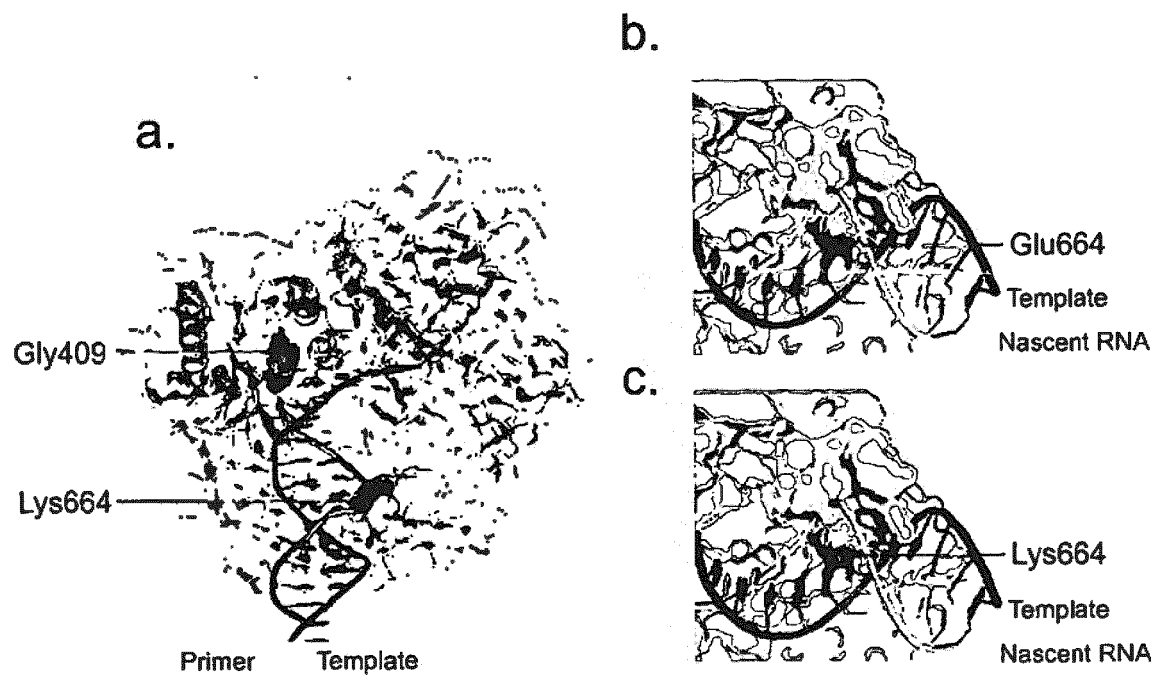 a.
Gly409
Lys664
Primer
Template
b.
Glu664
Template
Nascent RNA
c.
Lys664
Template
Nascent RNA